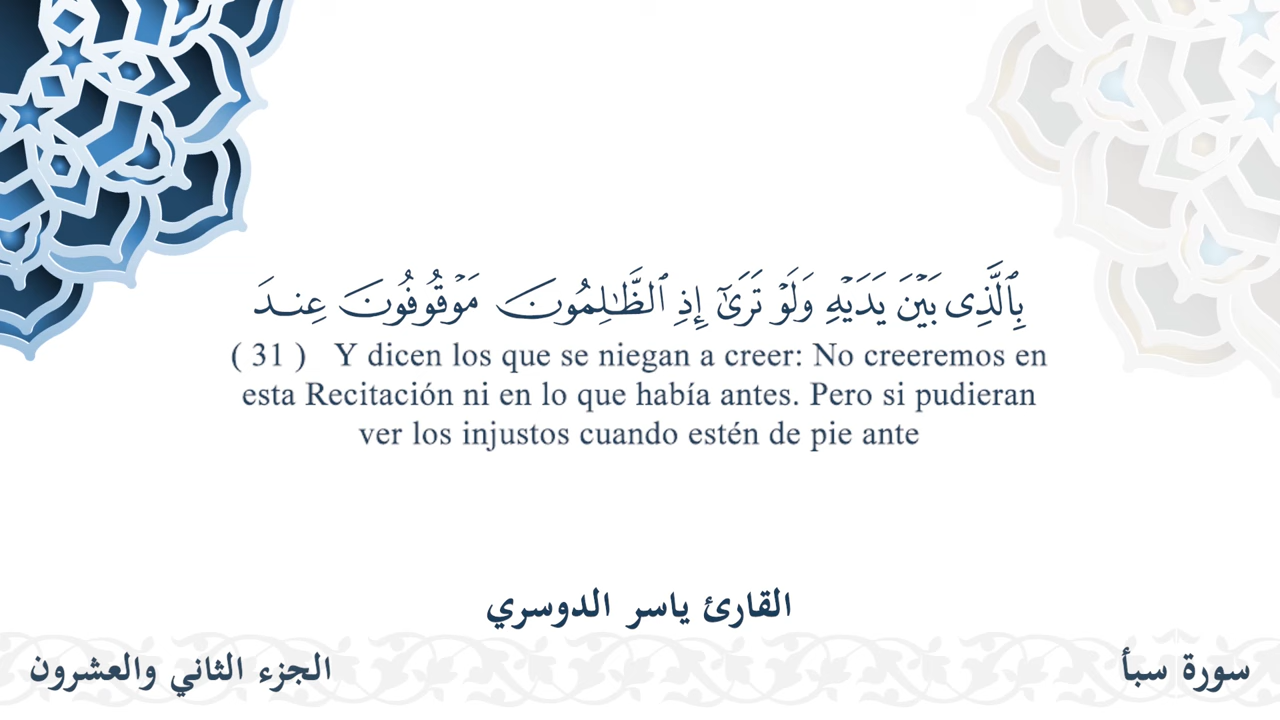 بِٱلَّذِى بَيْنَ يَدَيْهِ وَلَوْ تَرَىٰٓ إِذِ ٱلظَّٰلِمُونَ مَوْقُوفُونَ عِندَ
( 31 ) Y dicen los que se niegan a creer: No creeremos en
esta Recitación ni en lo que había antes. Pero si pudieran
ver los injustos cuando estén de pie ante
القارئ ياسر الدوسري
سورة سبأ
الجزء الثاني والعشرون